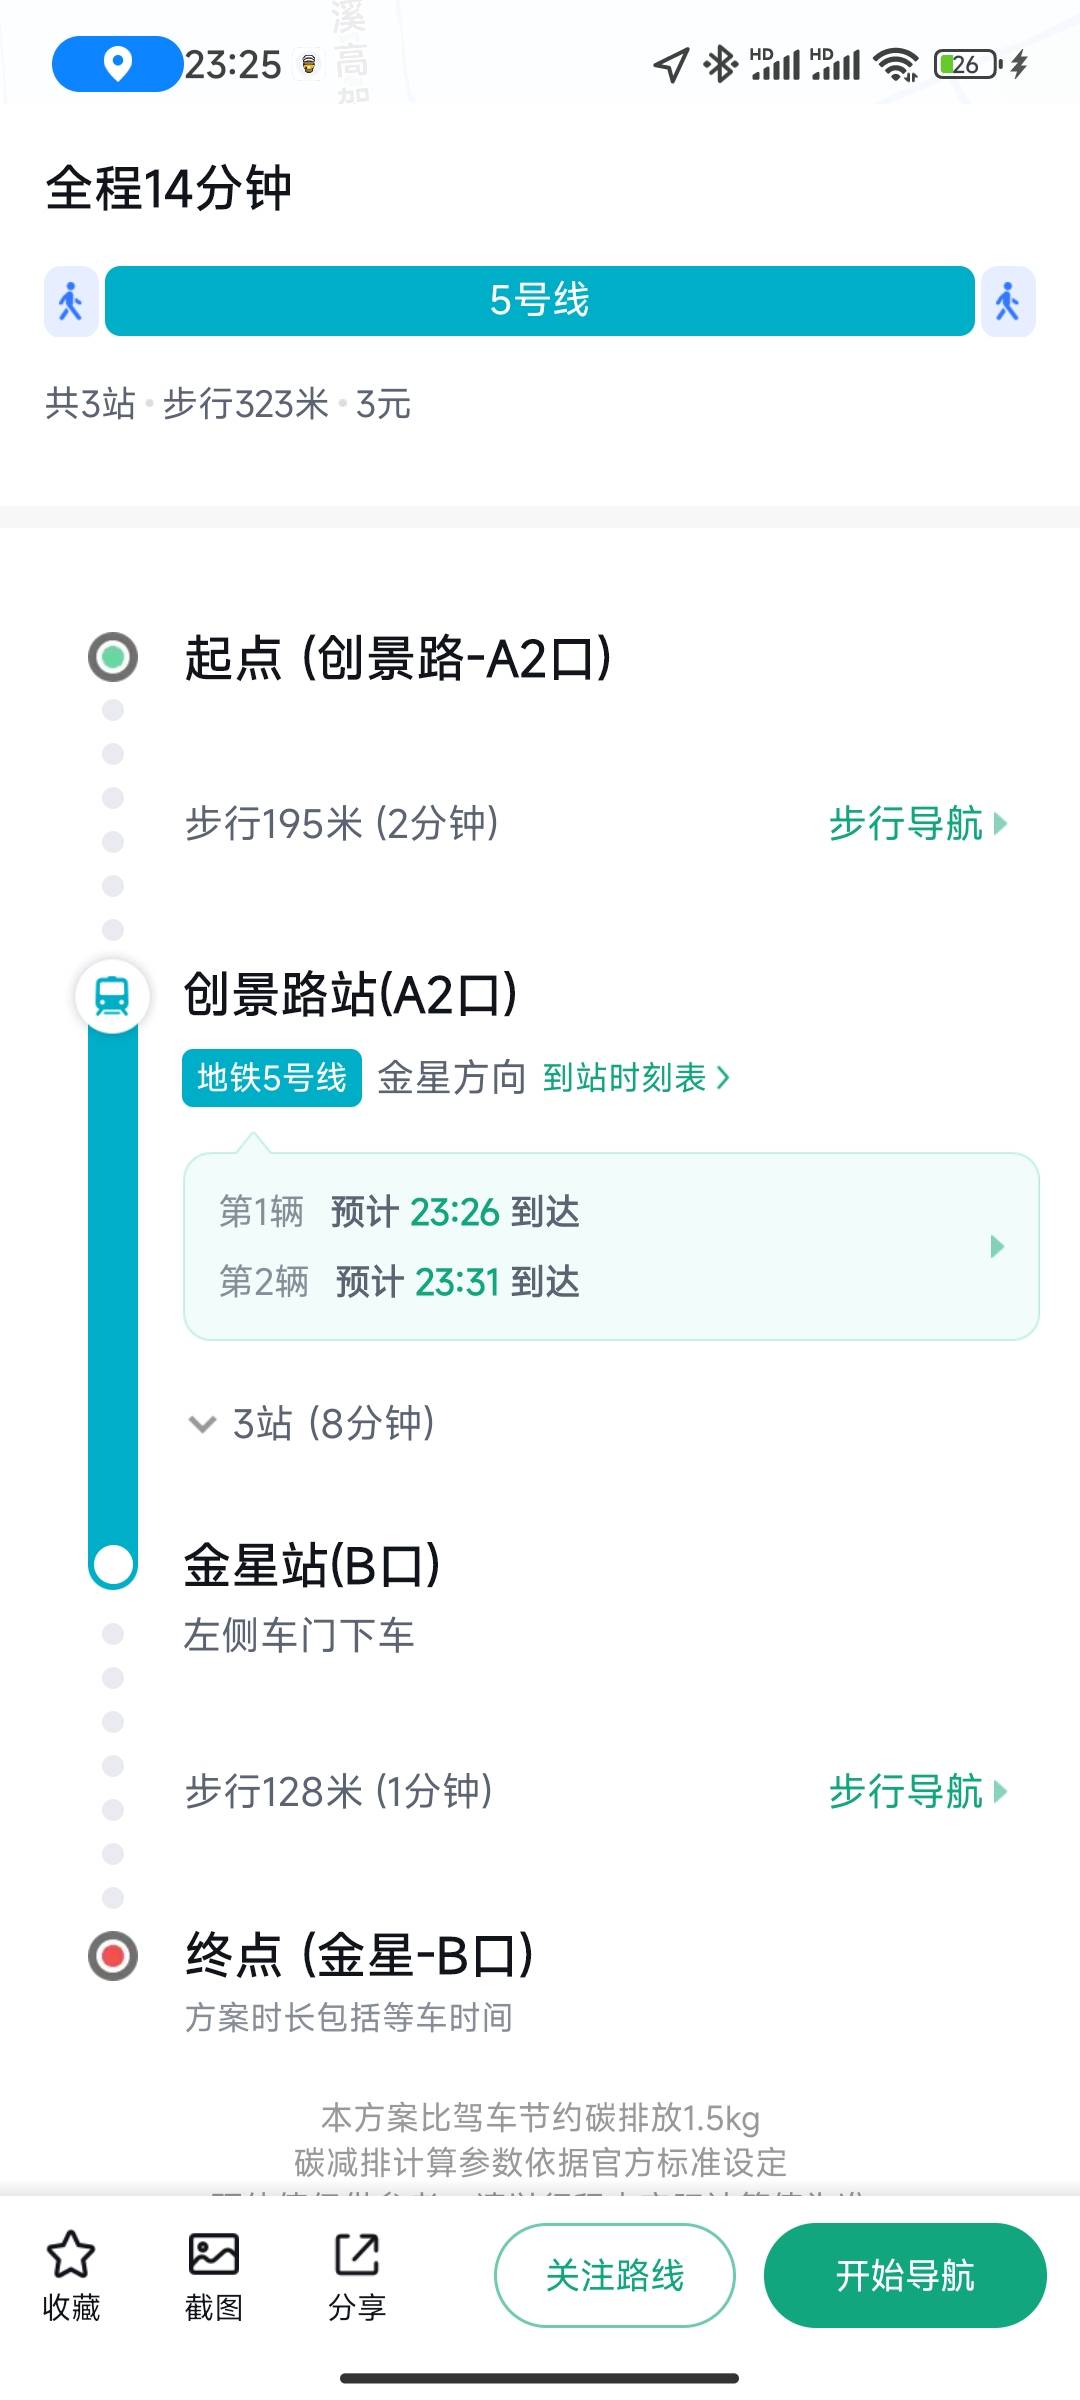 溪
高
架
23:25
HD
HD
26
全程14分钟
5号线
共3站·步行323米·3元
起点 (创景路-A2口)
步行195米 (2分钟)
步行导航
创景路站(A2口)
地铁5号线 金星方向 到站时刻表
第1辆 预计 23:26 到达
第2辆 预计 23:31 到达
3站 (8分钟)
金星站(B口)
左侧车门下车
步行128米 (1分钟)
步行导航
终点 (金星-B口)
方案时长包括等车时间
本方案比驾车节约碳排放1.5kg
碳减排计算参数依据官方标准设定
收藏
截图
分享
关注路线
开始导航